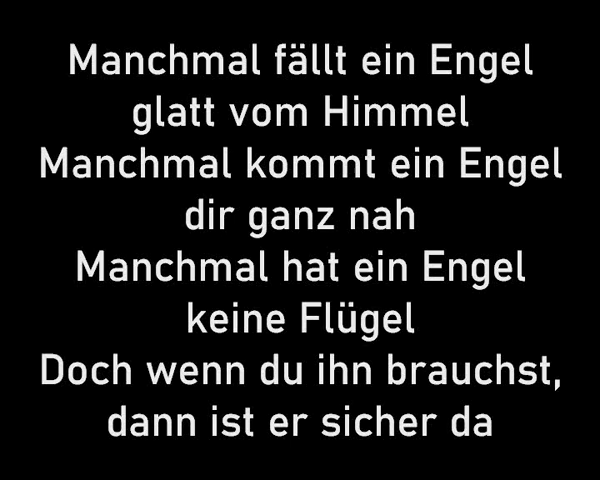 Manchmal fällt ein Engel
glatt vom Himmel
Manchmal kommt ein Engel
dir ganz nah
Manchmal hat ein Engel
keine Flügel
Doch wenn du ihn brauchst,
dann ist er sicher da